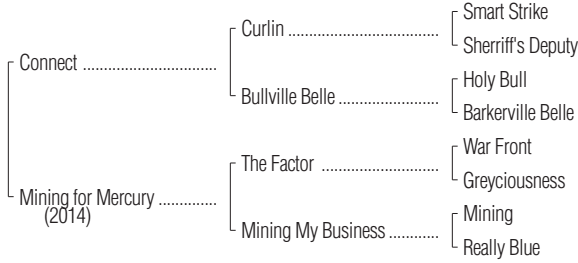 Smart Strike
Curlin ......................................
Sherriff's Deputy
Connect ..................................
Holy Bull
Bullville Belle .........................
Barkerville Belle
War Front
The Factor .............................
Greyciousness
Mining for Mercury ..............
(2014)
Mining
Mining My Business ............
Really Blue